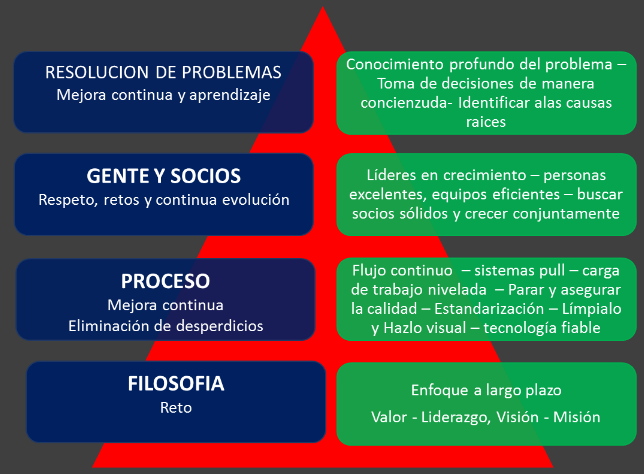 RESOLUCION DE PROBLEMAS
Mejora continua y aprendizaje
Conocimiento profundo del problema –
Toma de decisiones de manera
concienzuda- Identificar alas causas
raices
GENTE Y SOCIOS
Respeto, retos y continua evolución
Líderes en crecimiento – personas
excelentes, equipos eficientes – buscar
socios sólidos y crecer conjuntamente
PROCESO
Mejora continua
Eliminación de desperdicios
Flujo continuo – sistemas pull – carga
de trabajo nivelada – Parar y asegurar
la calidad – Estandarización – Límpialo
y Hazlo visual – tecnología fiable
FILOSOFIA
Reto
Enfoque a largo plazo
Valor - Liderazgo, Visión - Misión